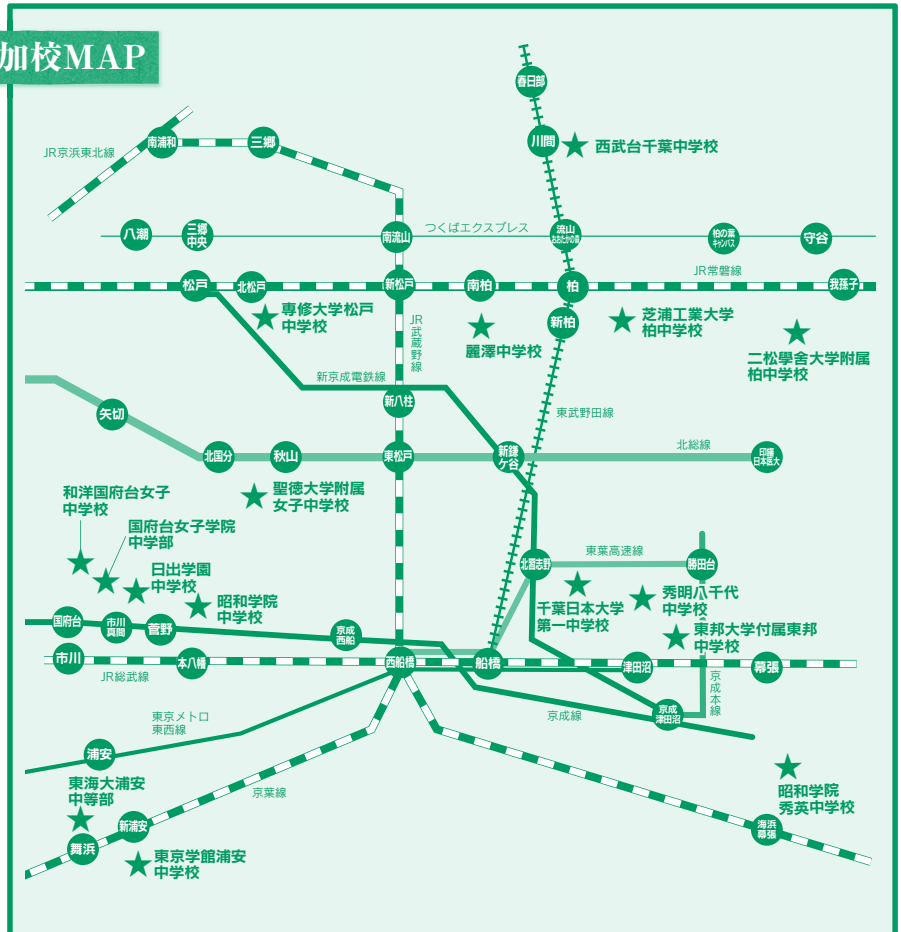 加校MAP
春日部
JR京浜東北線
南浦和
三郷
川間
西武台千葉中学校
八潮
三郷
中央
南流山
つくばエクスプレス
流山
おおたかの森
柏の葉
キャンパス
守谷
JR常磐線
松戸
北松戸
新松戸
南柏
柏
我孫子
専修大学松戸
中学校
JR武蔵野線
麗澤中学校
新柏
芝浦工業大学
柏中学校
二松學舍大学附属
柏中学校
新京成電鉄線
新八柱
東武野田線
矢切
北国分
秋山
東松戸
新鎌
ケ谷
北総線
印旛
日本医大
和洋国府台女子
中学校
聖徳大学附属
女子中学校
国府台女子学院
中学部
日出学園
中学校
昭和学院
中学校
北習志野
東葉高速線
勝田台
千葉日本大学
第一中学校
秀明八千代
中学校
東邦大学付属東邦
中学校
国府台
市川
真間
菅野
京成
西船
市川
本八幡
西船橋
船橋
津田沼
幕張
JR総武線
京成本線
東京メトロ
東西線
京成線
京成
津田沼
浦安
東海大浦安
中等部
京葉線
昭和学院
秀英中学校
新浦安
舞浜
海浜
幕張
東京学館浦安
中学校